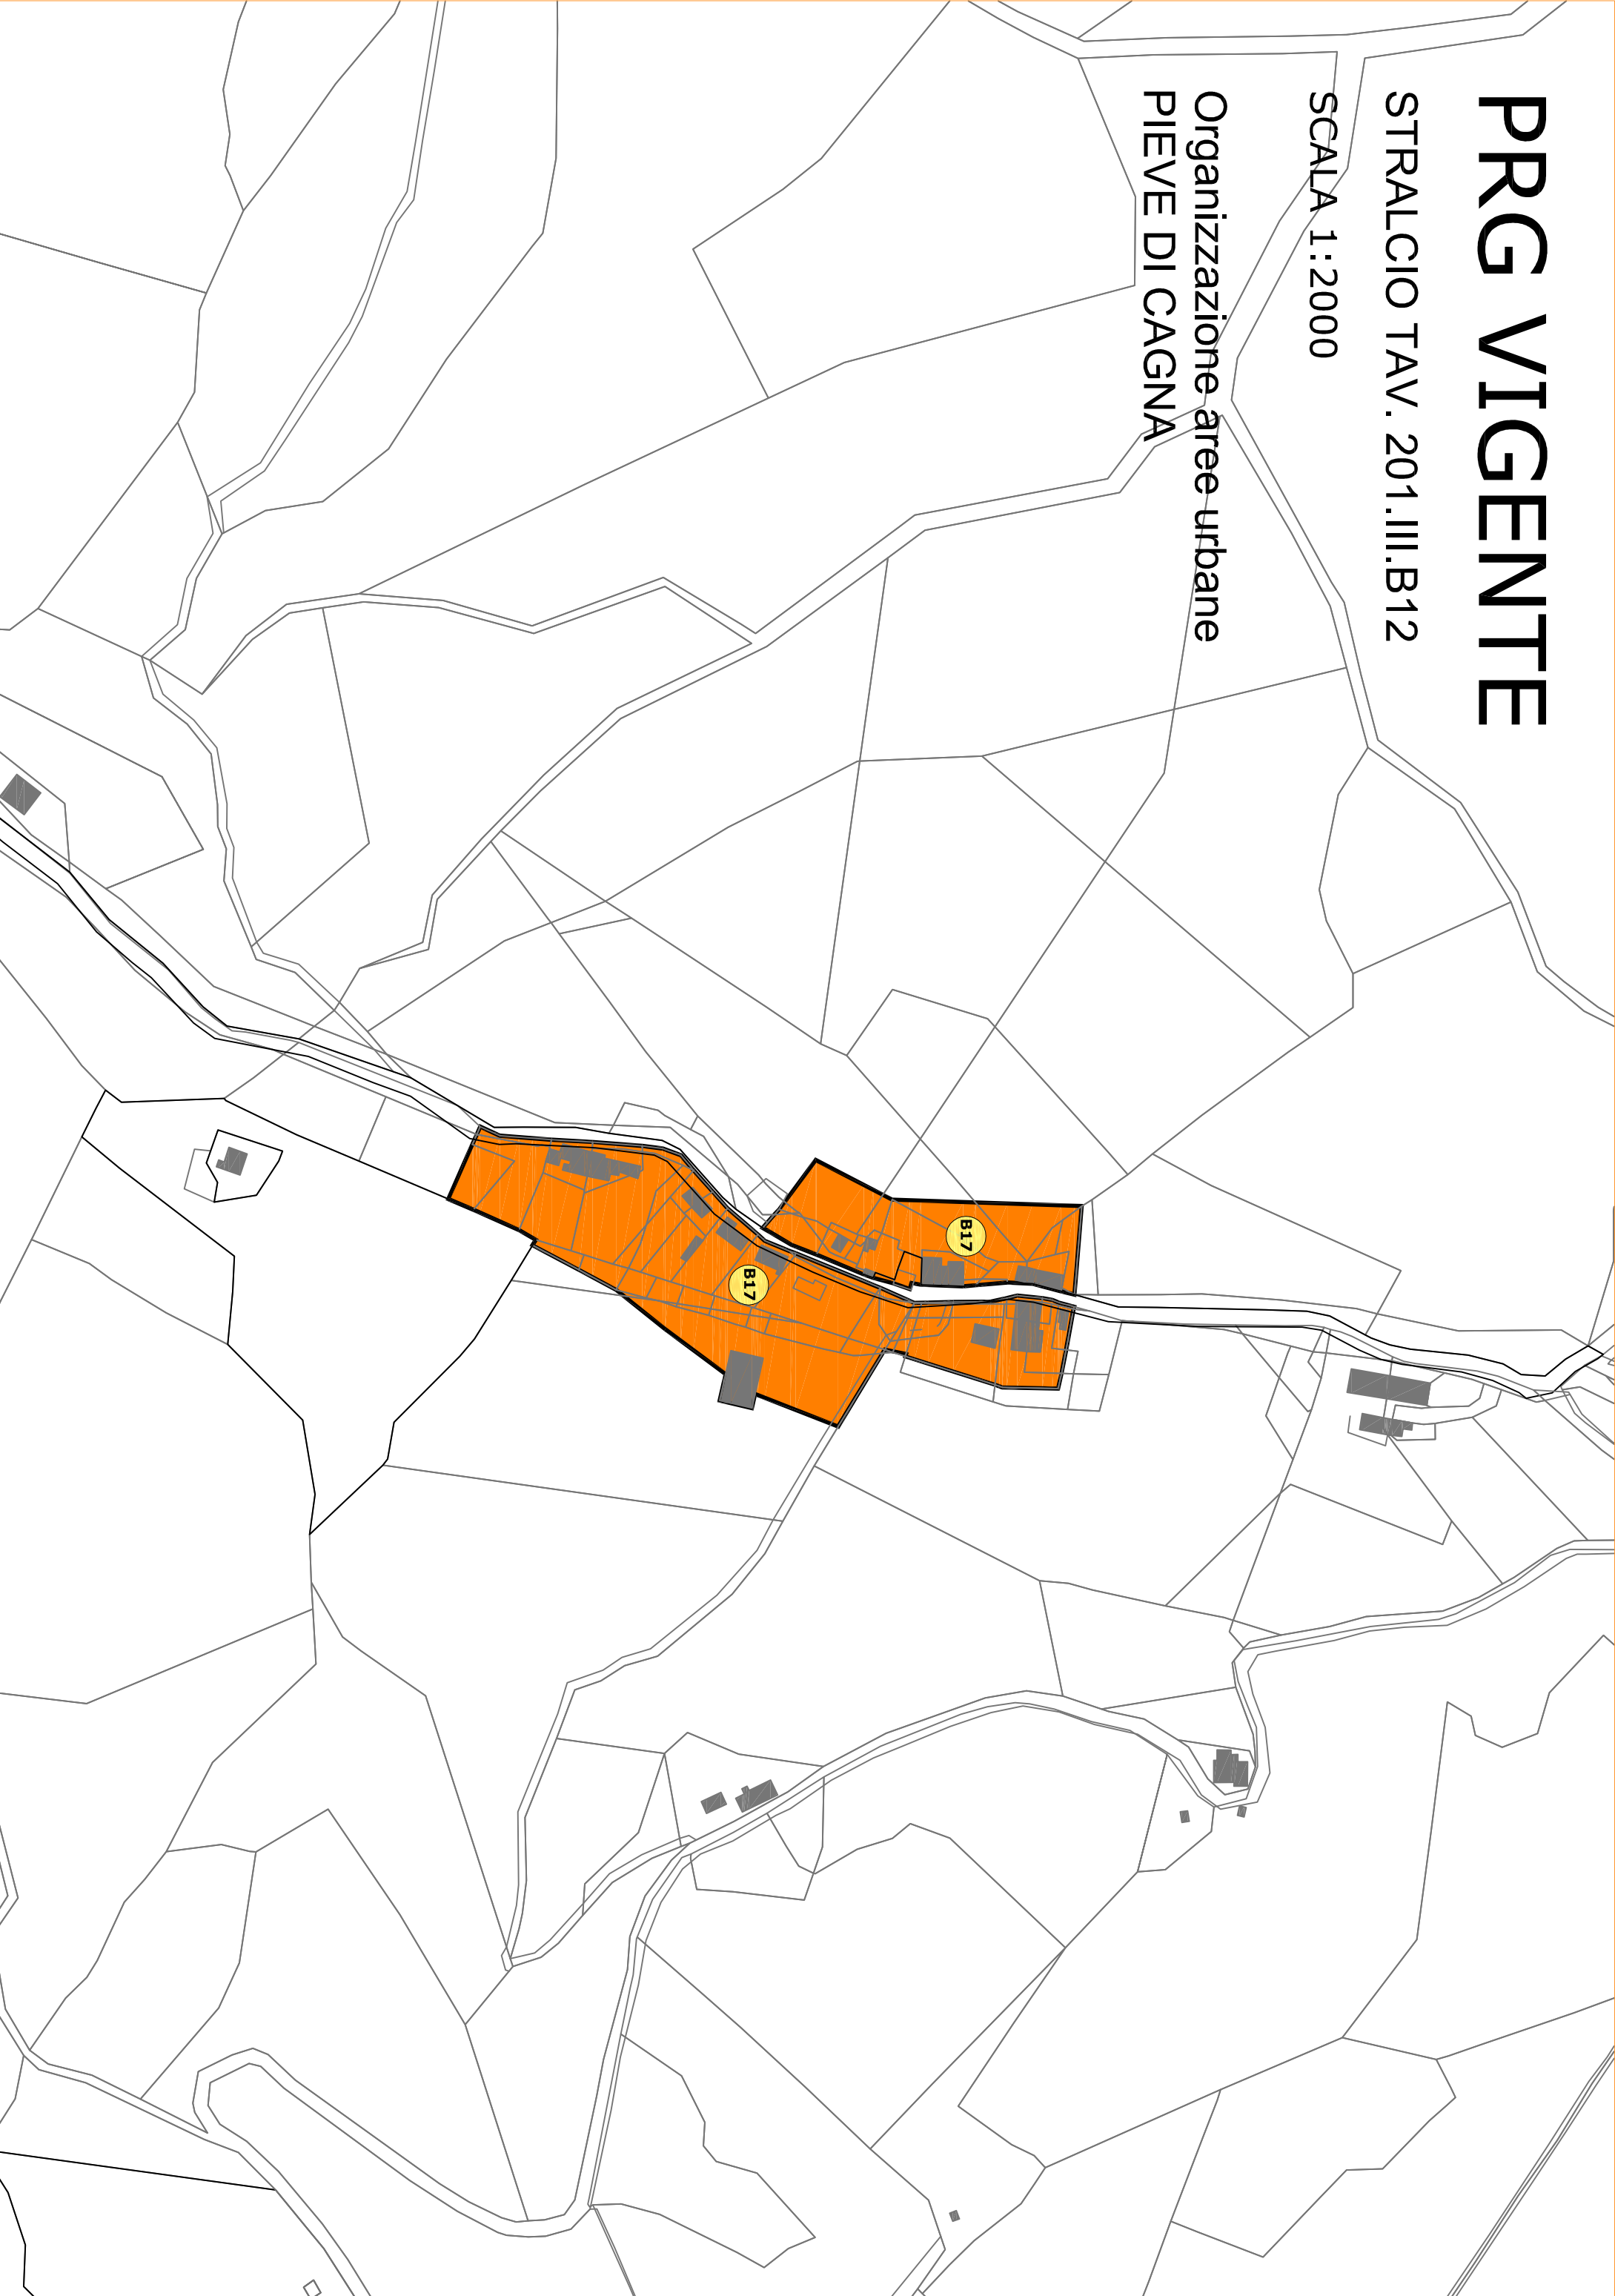 PRG VIGENTE
STRALCIO TAV. 201.III.B12
SCALA 1:2000
Organizzazione aree urbane
PIEVE DI CAGNA
B17
B17